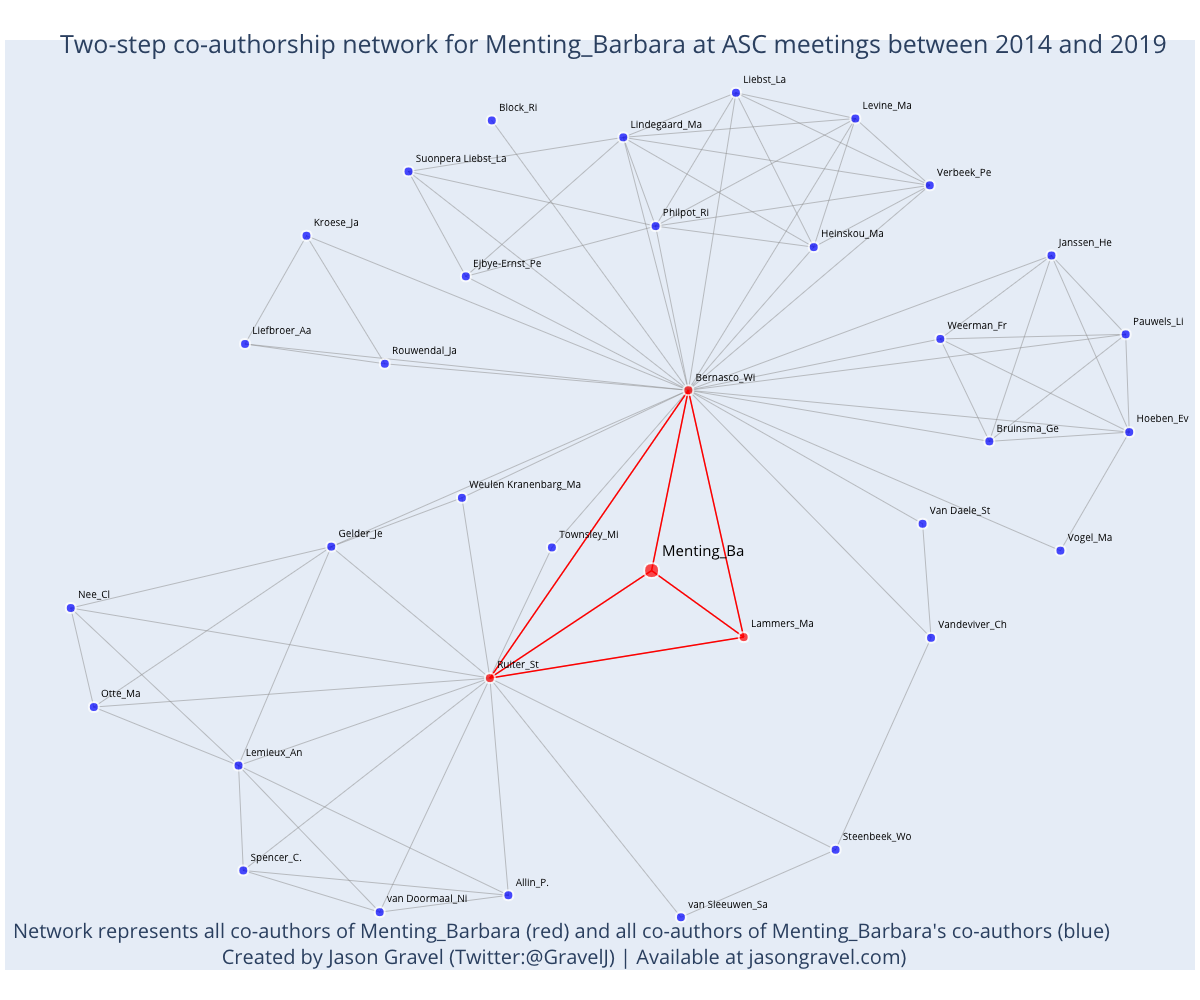 Two-step co-authorship network for Menting_Barbara at ASC meetings between 2014 and 2019
Liebst_La
Block_Ri
Levine_Ma
Lindegaard_Ma
Suonpera Liebst_La
Verbeek_Pe
Philpot_Ri
Kroese_Ja
Heinskou_Ma
Janssen_He
Ejbye-Ernst_Pe
Pauwels_Li
Weerman_Fr
Liefbroer_Aa
Rouwendal_Ja
Bernasco_Wi
Hoeben_Ev
Bruinsma_Ge
Weulen Kranenbarg_Ma
Van Daele_St
Gelder_Je
Townsley_Mi
Vogel_Ma
Menting_Ba
Nee_Cl
Lammers_Ma
Vandeviver_Ch
Ruiter_St
Otte_Ma
Lemieux_An
Steenbeek_Wo
Spencer_C.
Allin_P.
van Doormaal_Ni
van Sleeuwen_Sa
Network represents all co-authors of Menting_Barbara (red) and all co-authors of Menting_Barbara's co-authors (blue)
Created by Jason Gravel (Twitter:@GravelJ) | Available at jasongravel.com)